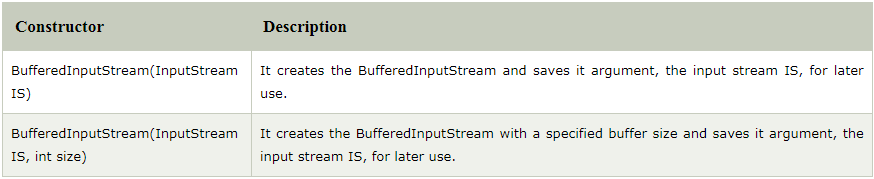 Constructor Description
BufferedInputStream(InputStream It creates the BufferedInputStream and saves it argument, the input stream IS, for later
IS) use.
BufferedInputStream(InputStream It creates the BufferedInputStream with a specified buffer size and saves it argument, the
IS, int size) input stream IS, for later use.